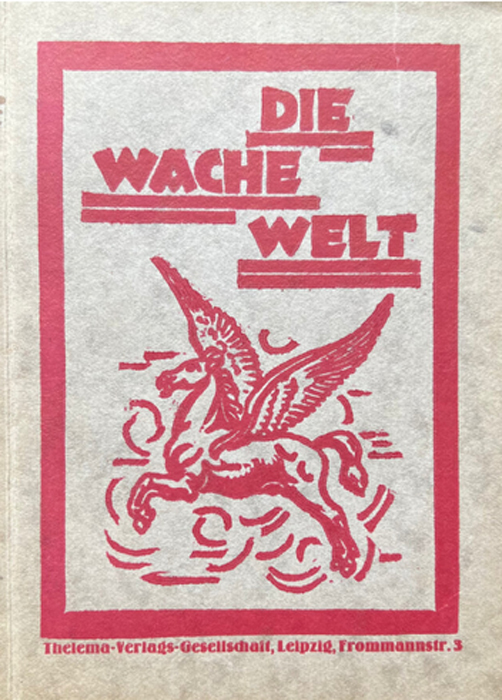 DIE
WACHE
WELT
Thelema-Verlags-Gesellschaft, Leipzig, Frommannstr. 3